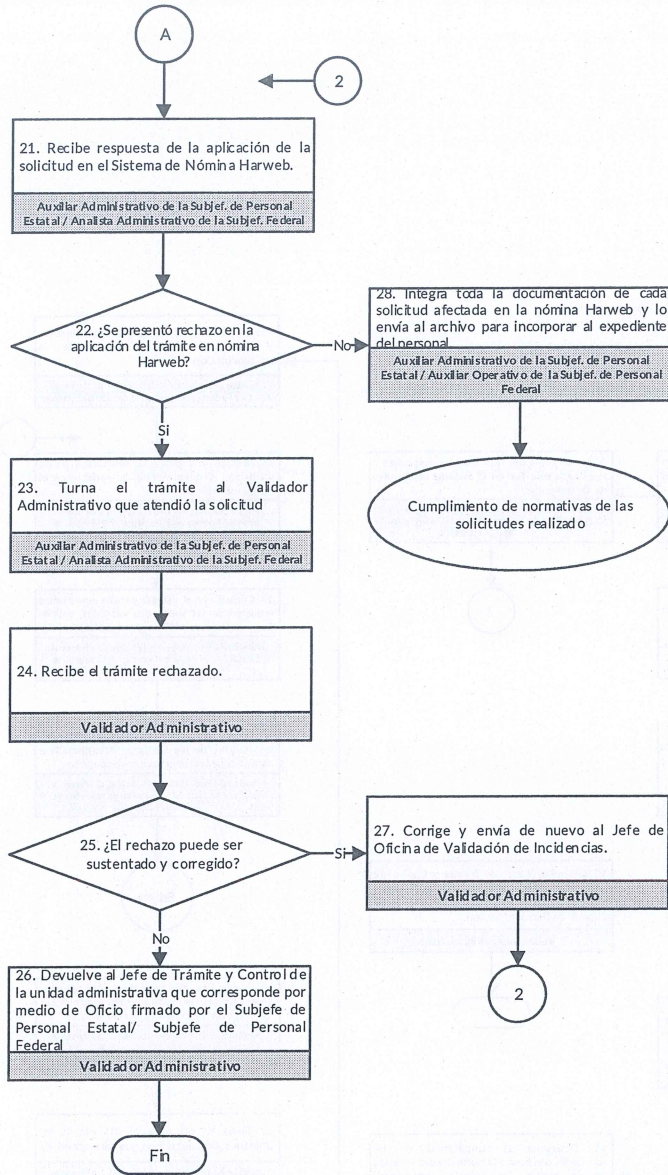 A
2
21. Recibe respuesta de la aplicación de la
solicitud en el Sistema de Nómina Harweb.
Auxiliar Administrativo de la Subjef. de Personal
Estatal / Analista Administrativo de la Subjef. Federal
22. ¿Se presentó rechazo en la
aplicación del trámite en nómina
Harweb?
No
28. Integra toda la documentación de cada
solicitud afectada en la nómina Harweb y lo
envía al archivo para incorporar al expediente
del personal
Auxiliar Administrativo de la Subjef. de Personal
Estatal / Auxiliar Operativo de la Subjef. de Personal
Federal
Cumplimiento de normativas de las
solicitudes realizado
Si
23. Turna el trámite al Validador
Administrativo que atendió la solicitud
Auxiliar Administrativo de la Subjef. de Personal
Estatal / Analista Administrativo de la Subjef. Federal
24. Recibe el trámite rechazado.
Validador Administrativo
25. ¿El rechazo puede ser
sustentado y corregido?
Si
27. Corrige y envía de nuevo al Jefe de
Oficina de Validación de Incidencias.
Validador Administrativo
2
No
26. Devuelve al Jefe de Trámite y Control de
la unidad administrativa que corresponde por
medio de Oficio firmado por el Subjefe de
Personal Estatal/ Subjefe de Personal
Federal
Validador Administrativo
Fin